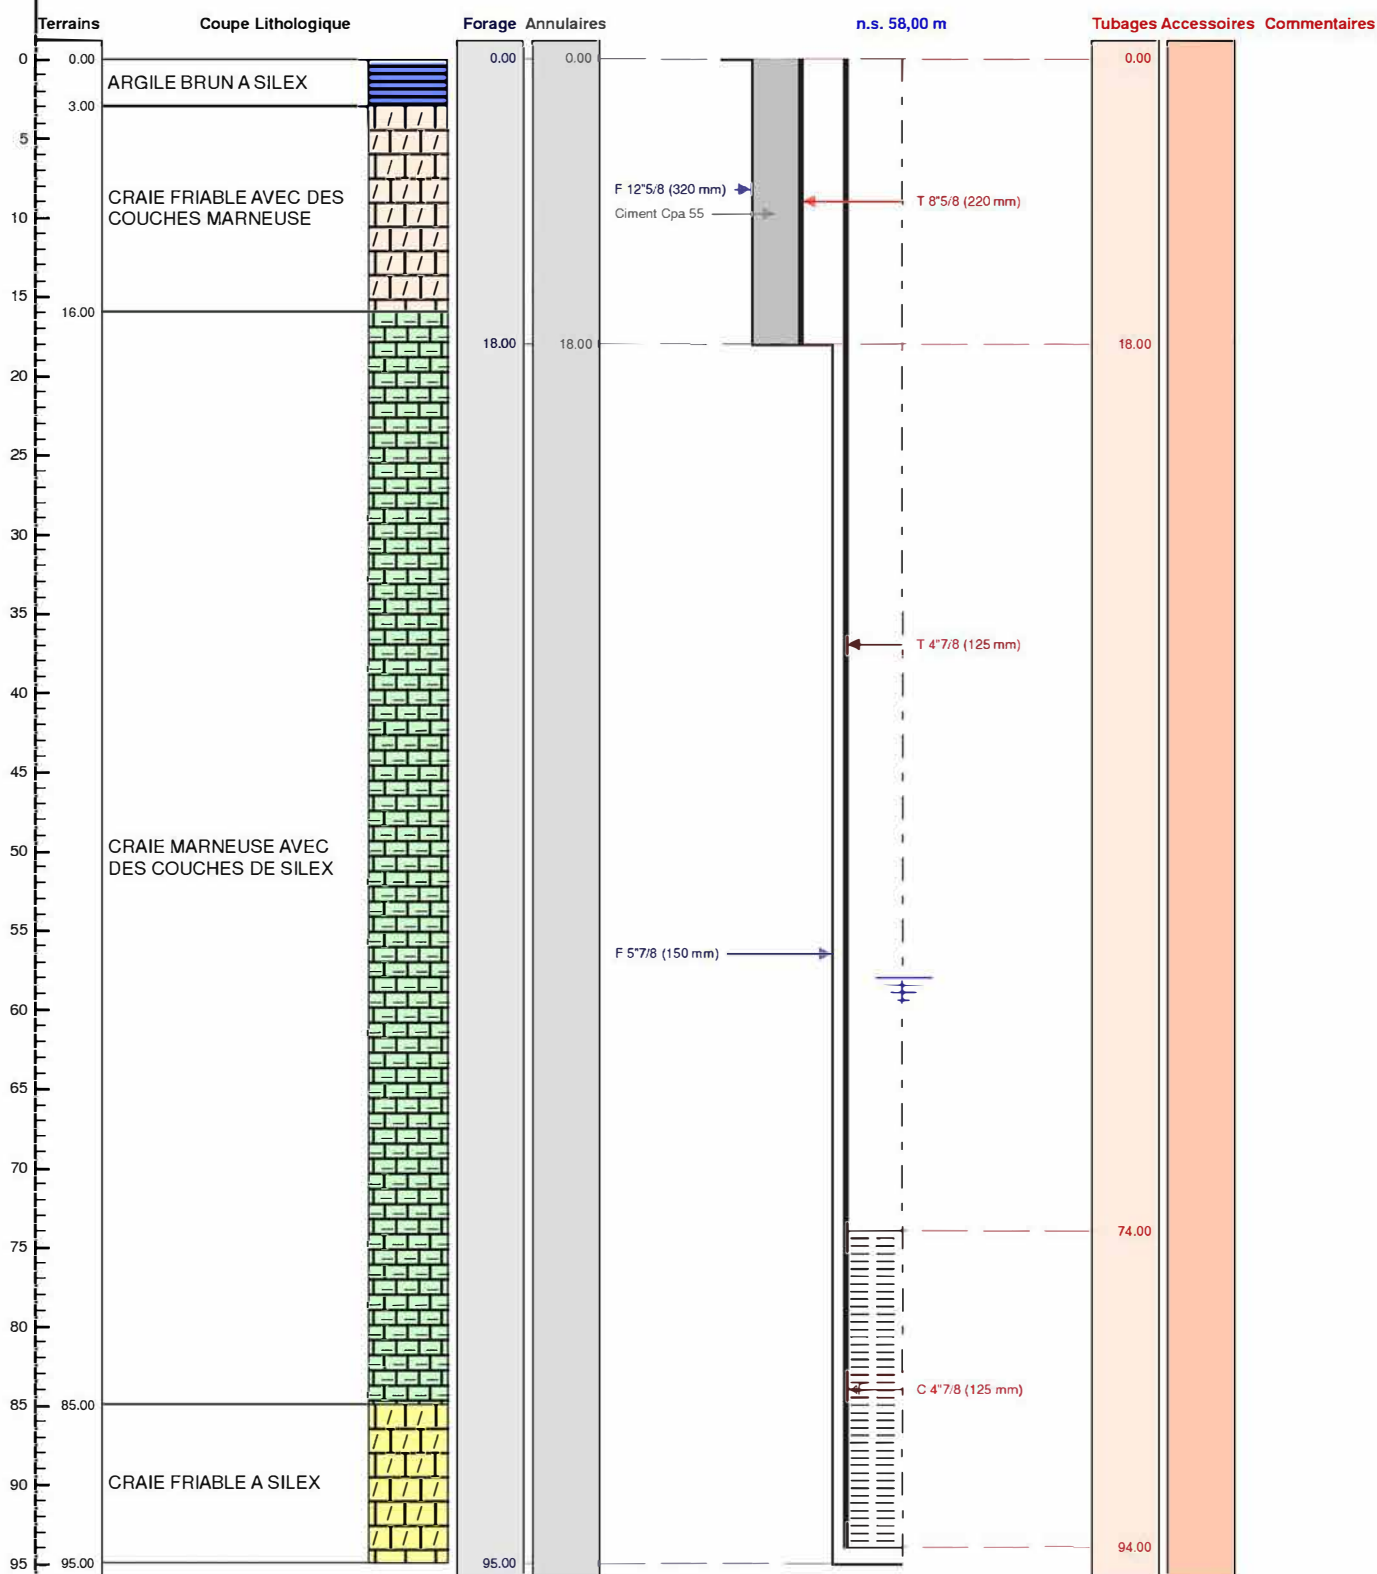 Terrains Coupe Lithologique Forage Annulaires n.s. 58,00 m Tubages Accessoires Commentaires
0 0.00 0.00 0.00 0.00
ARGILE BRUN A SILEX
3.00
5
CRAIE FRIABLE AVEC DES
COUCHES MARNEUSE
F 12"5/8 (320 mm) T 8"5/8 (220 mm)
Ciment Cpa 55
10
15
16.00
18.00 18.00 18.00
20
25
30
35
T 4"7/8 (125 mm)
40
45
50
CRAIE MARNEUSE AVEC
DES COUCHES DE SILEX
55
F 5"7/8 (150 mm)
60
65
70
74.00
75
80
C 4"7/8 (125 mm)
85 85.00
90
CRAIE FRIABLE A SILEX
94.00
95 95.00 95.00